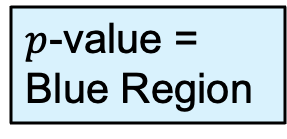 𝑝-value =
Blue Region